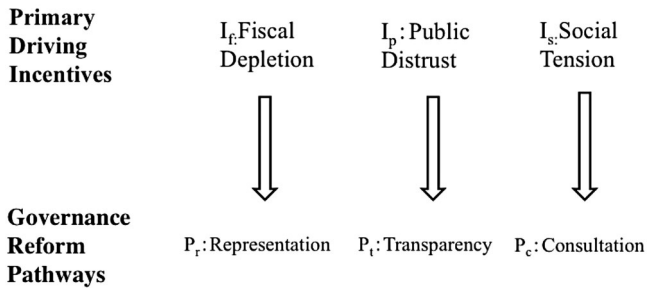 Primary
Driving
Incentives
I_f:Fiscal
Depletion
I_p: Public
Distrust
I_s:Social
Tension
Governance
Reform
Pathways
P_r: Representation
P_t: Transparency
P_c: Consultation